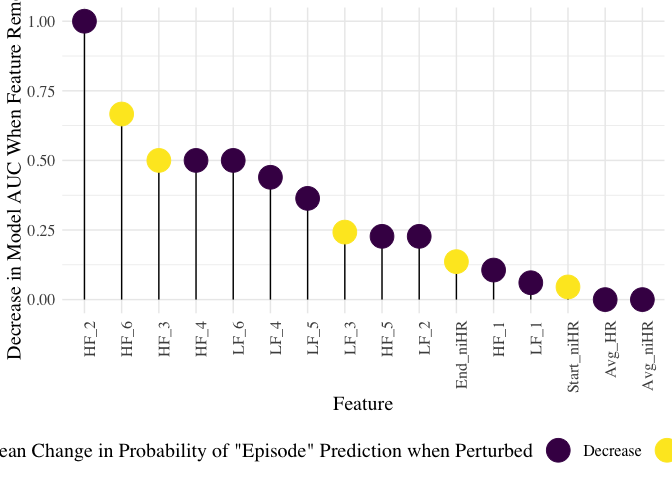 Decrease in Model AUC When Feature
1.00
0.75
0.50
0.25
0.00
HF_2
HF_6
HF_3
HF_4
LF_6
LF_4
LF_5
LF_3
HF_5
LF_2
End_niHR
HF_1
LF_1
Start_niHR
Avg_HR
Avg_niHR
Feature
Change in Probability of "Episode" Prediction when Perturbed Decrease